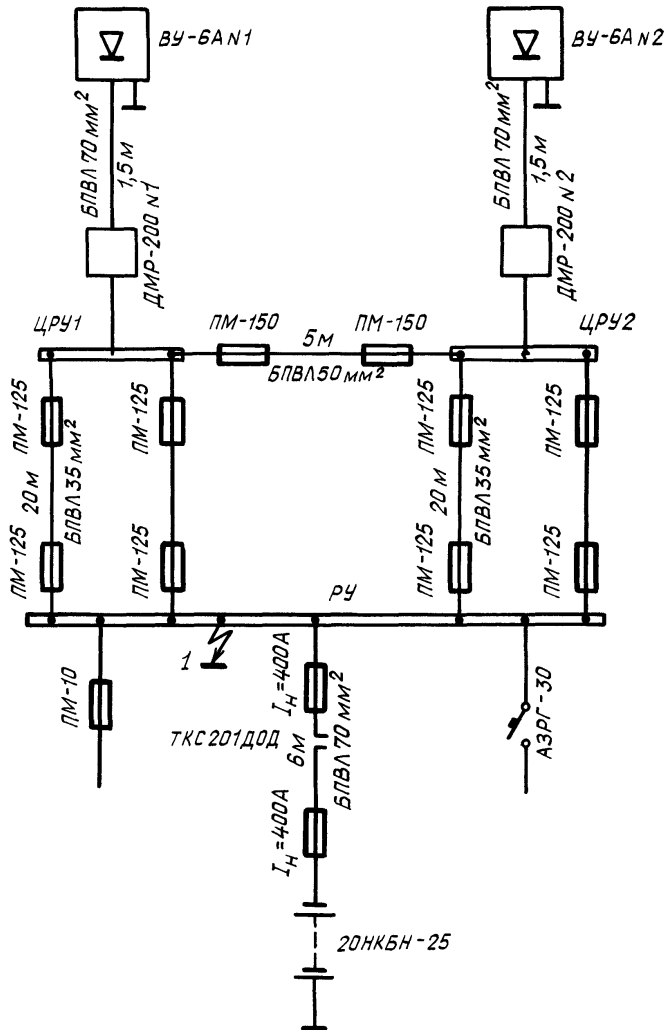 ВУ-6А N1
ВУ-6А N2
БПВЛ 70 мм²
1,5 м
БПВЛ 70 мм²
1,5 м
ДМР-200 N1
ДМР-200 N2
ЦРУ1
ПМ-150
5 м
ПМ-150
ЦРУ2
БПВЛ 50 мм²
ПМ-125
ПМ-125
ПМ-125
ПМ-125
20 м
БПВЛ 35 мм²
20 м
БПВЛ 35 мм²
ПМ-125
ПМ-125
ПМ-125
ПМ-125
РУ
1
ПМ-10
Iн=400А
ТКС201ДОД
6 м
БПВЛ 70 мм²
АЗРГ-30
Iн=400А
20НКБН-25